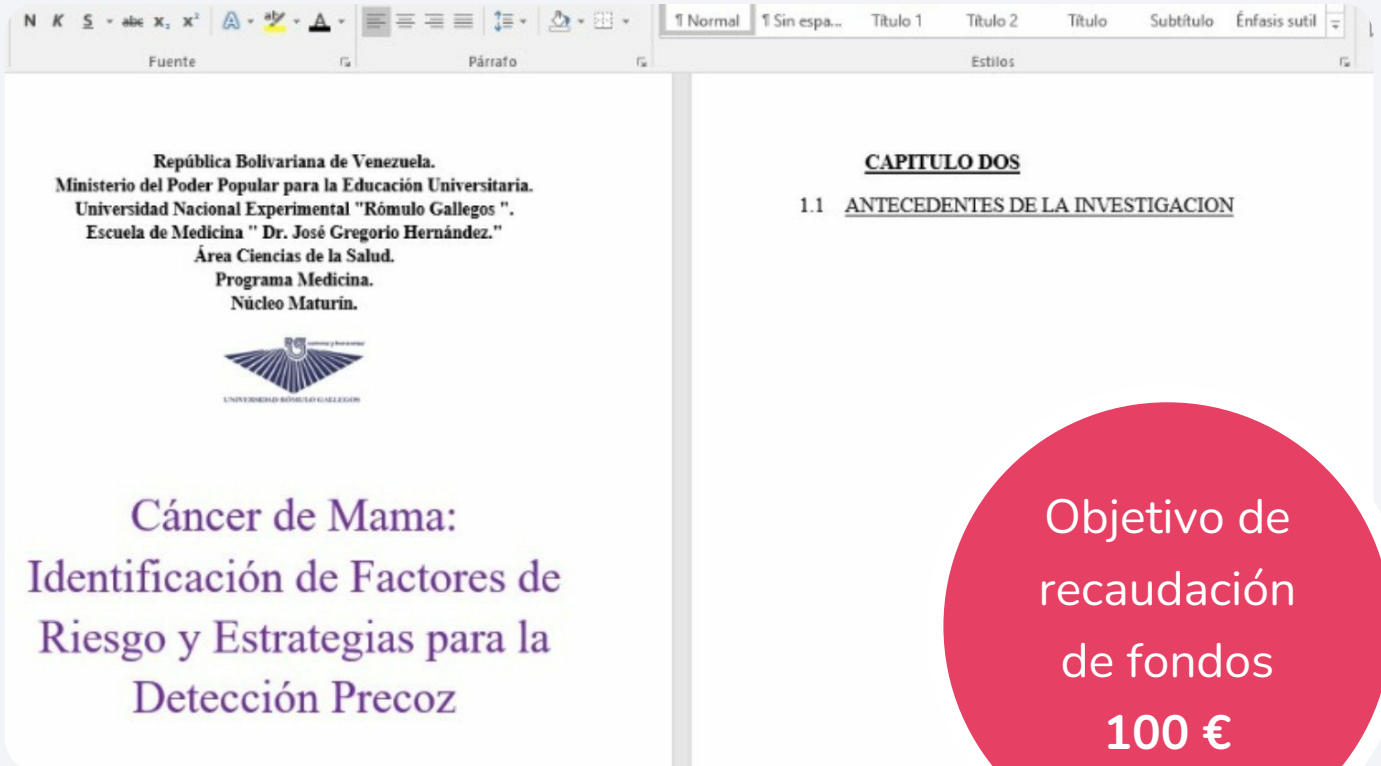 N K S abc x₂ x² A ab A
¶ Normal ¶ Sin espa... Título 1 Título 2 Título Subtítulo Énfasis sutil
Fuente Párrafo Estilos
República Bolivariana de Venezuela.
Ministerio del Poder Popular para la Educación Universitaria.
Universidad Nacional Experimental "Rómulo Gallegos ".
Escuela de Medicina " Dr. José Gregorio Hernández."
Área Ciencias de la Salud.
Programa Medicina.
Núcleo Maturín.
UNIVERSIDAD RÓMULO GALLEGOS
Cáncer de Mama:
Identificación de Factores de
Riesgo y Estrategias para la
Detección Precoz
CAPITULO DOS
1.1 ANTECEDENTES DE LA INVESTIGACION
Objetivo de
recaudación
de fondos
100 €